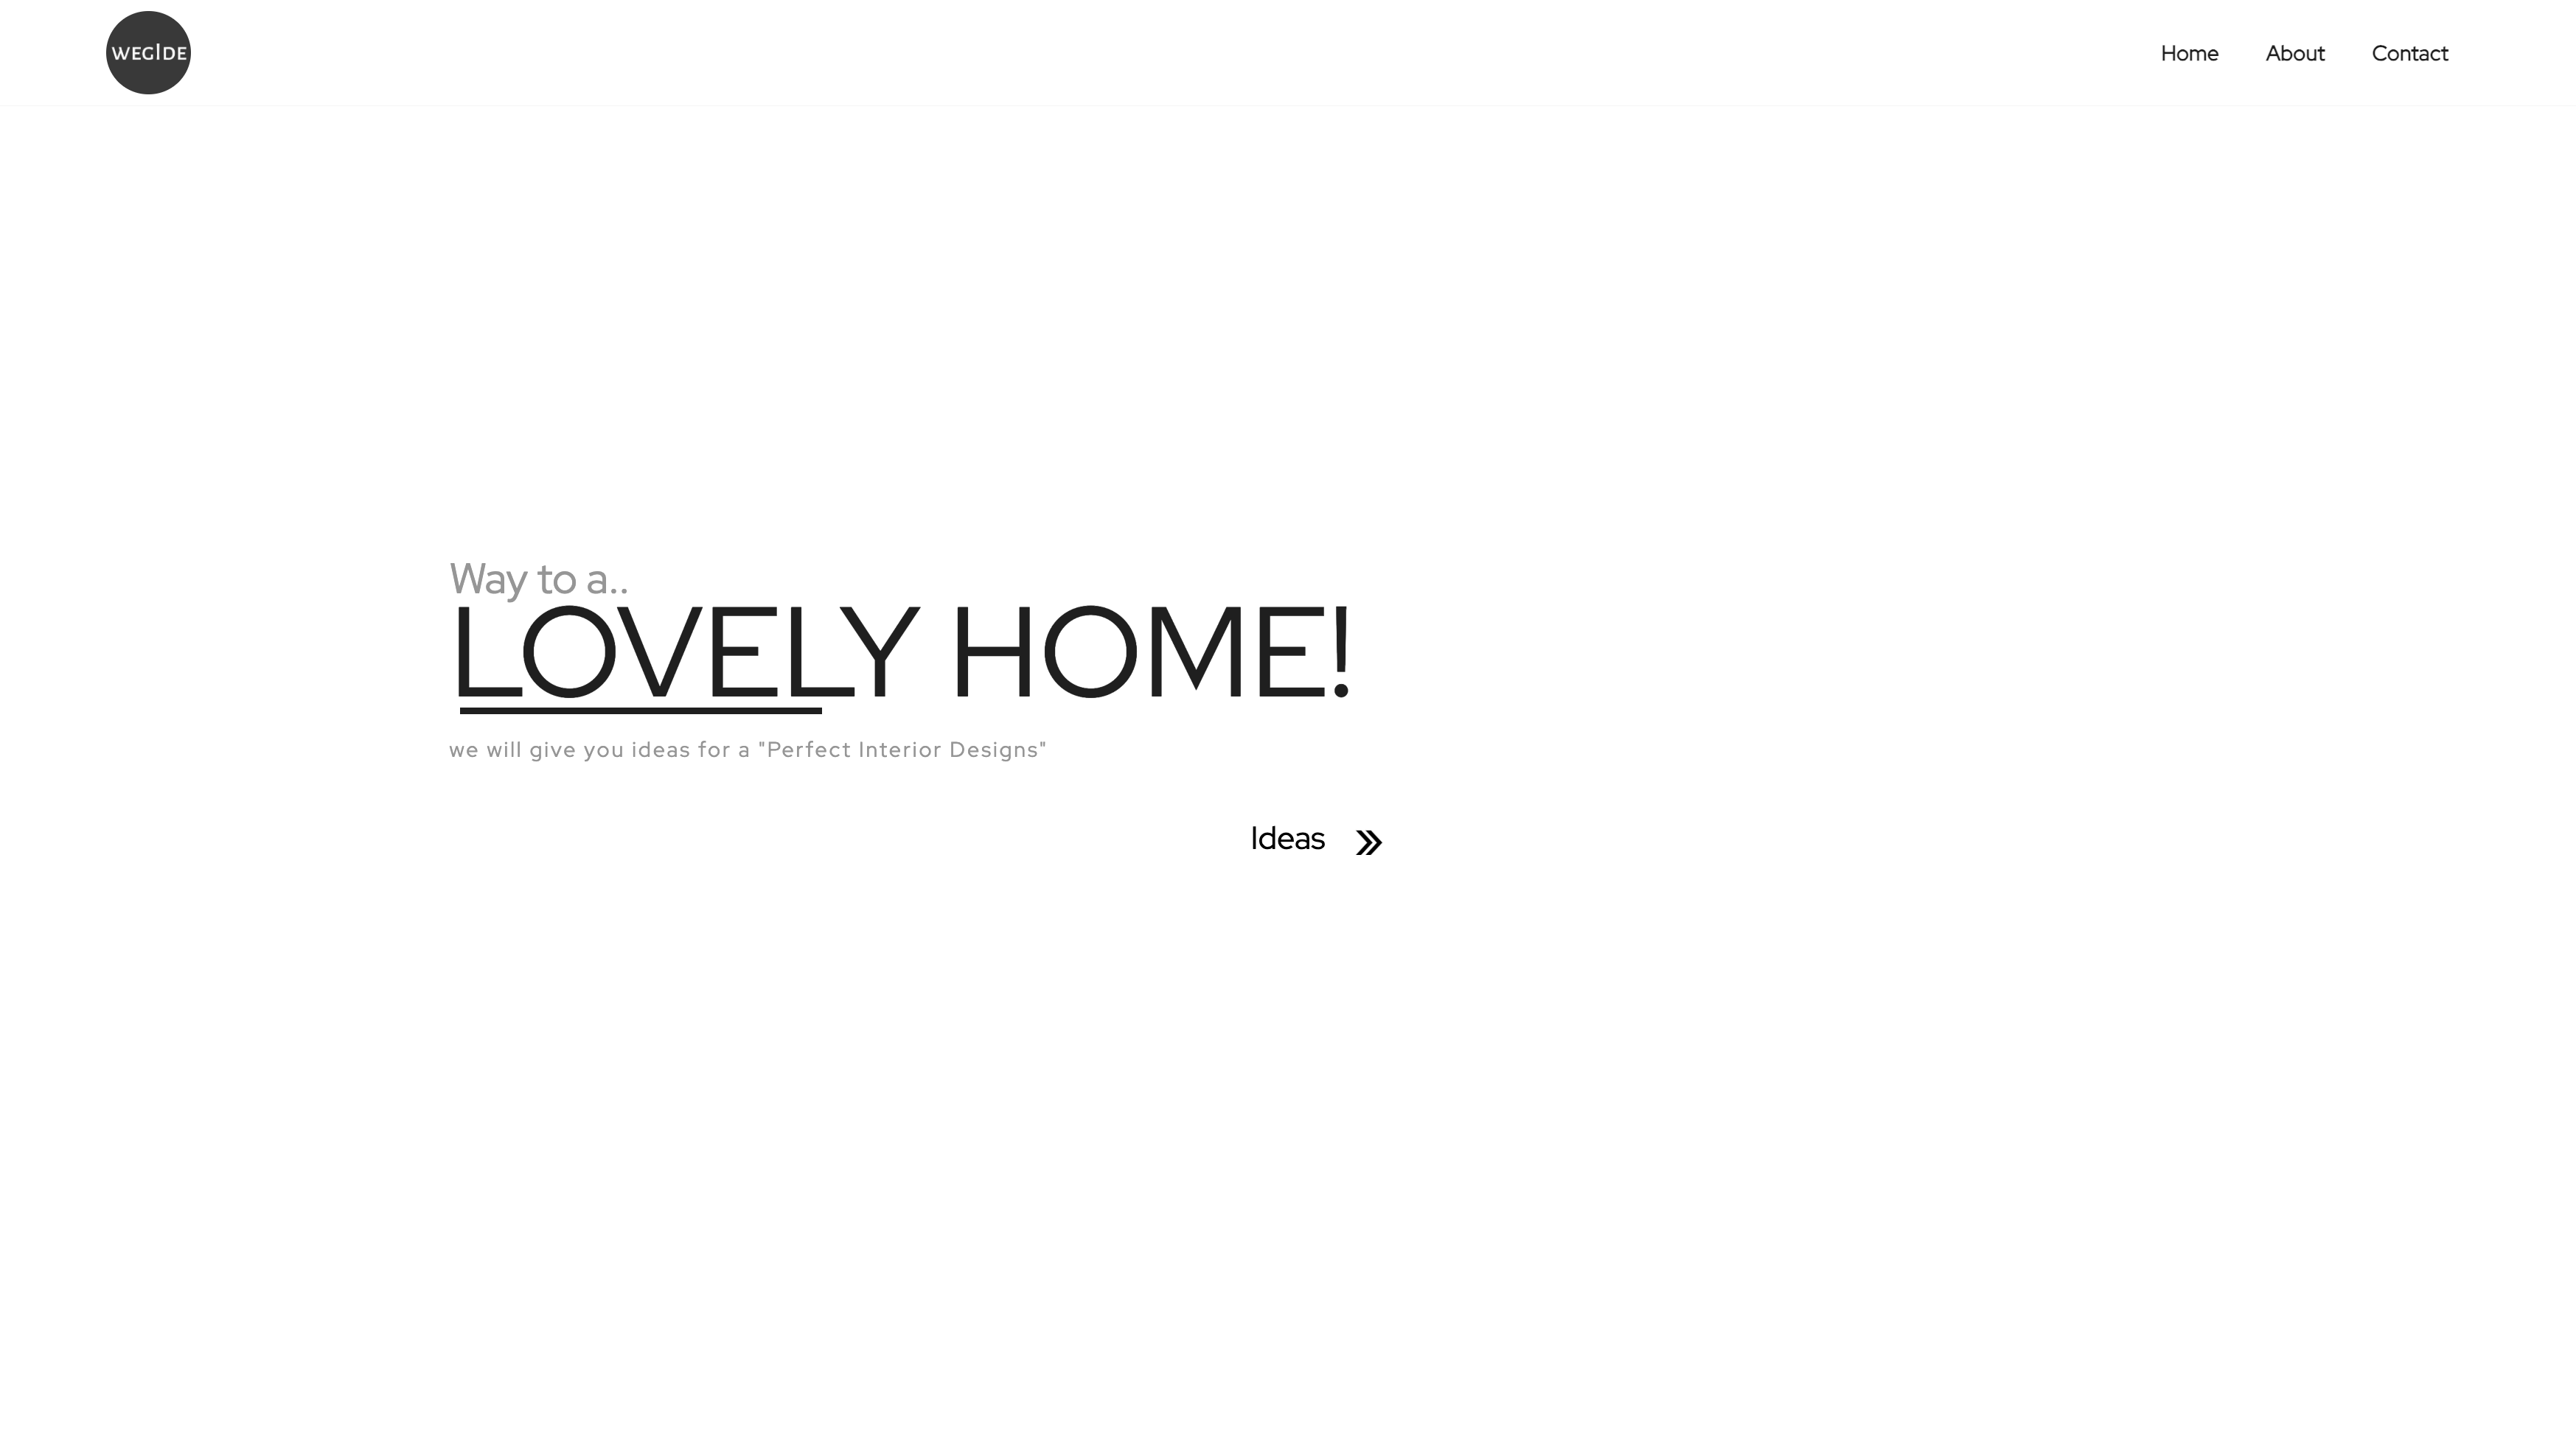 WEGIDE
Home About Contact
Way to a..
LOVELY HOME!
we will give you ideas for a "Perfect Interior Designs"
Ideas